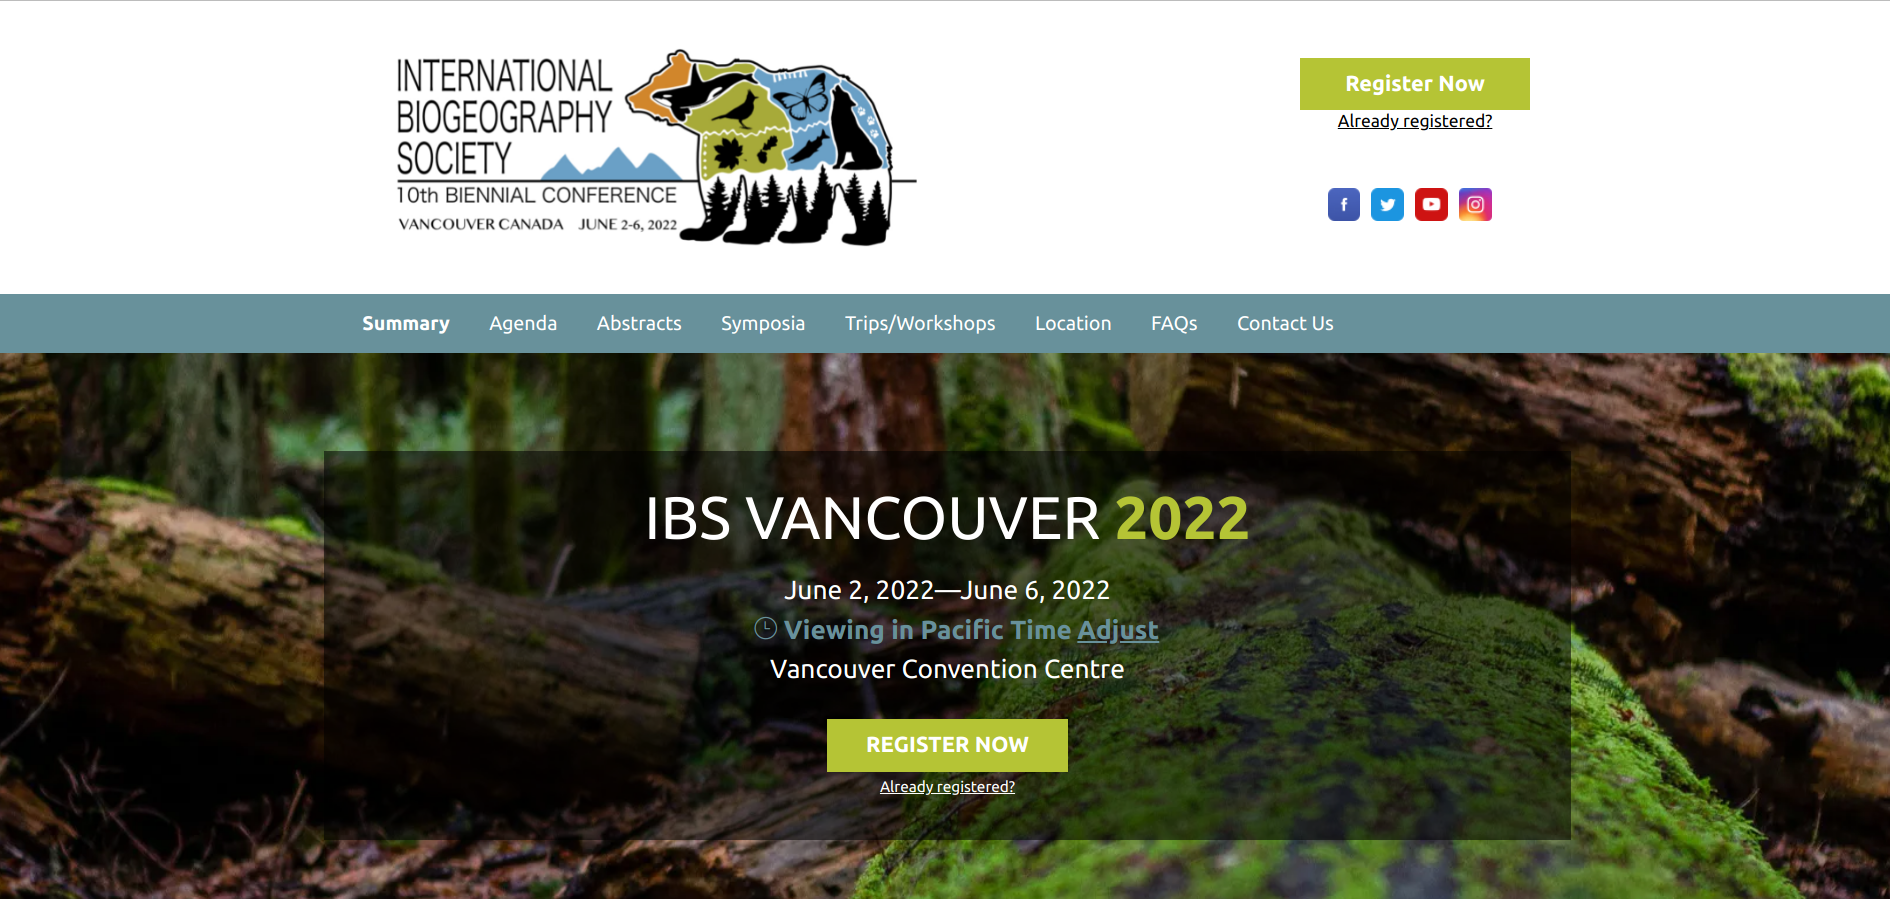 INTERNATIONAL
BIOGEOGRAPHY
SOCIETY
10th BIENNIAL CONFERENCE
VANCOUVER CANADA JUNE 2-6, 2022
Register Now
Already registered?
Summary Agenda Abstracts Symposia Trips/Workshops Location FAQs Contact Us
IBS VANCOUVER 2022
June 2, 2022—June 6, 2022
Viewing in Pacific Time Adjust
Vancouver Convention Centre
REGISTER NOW
Already registered?